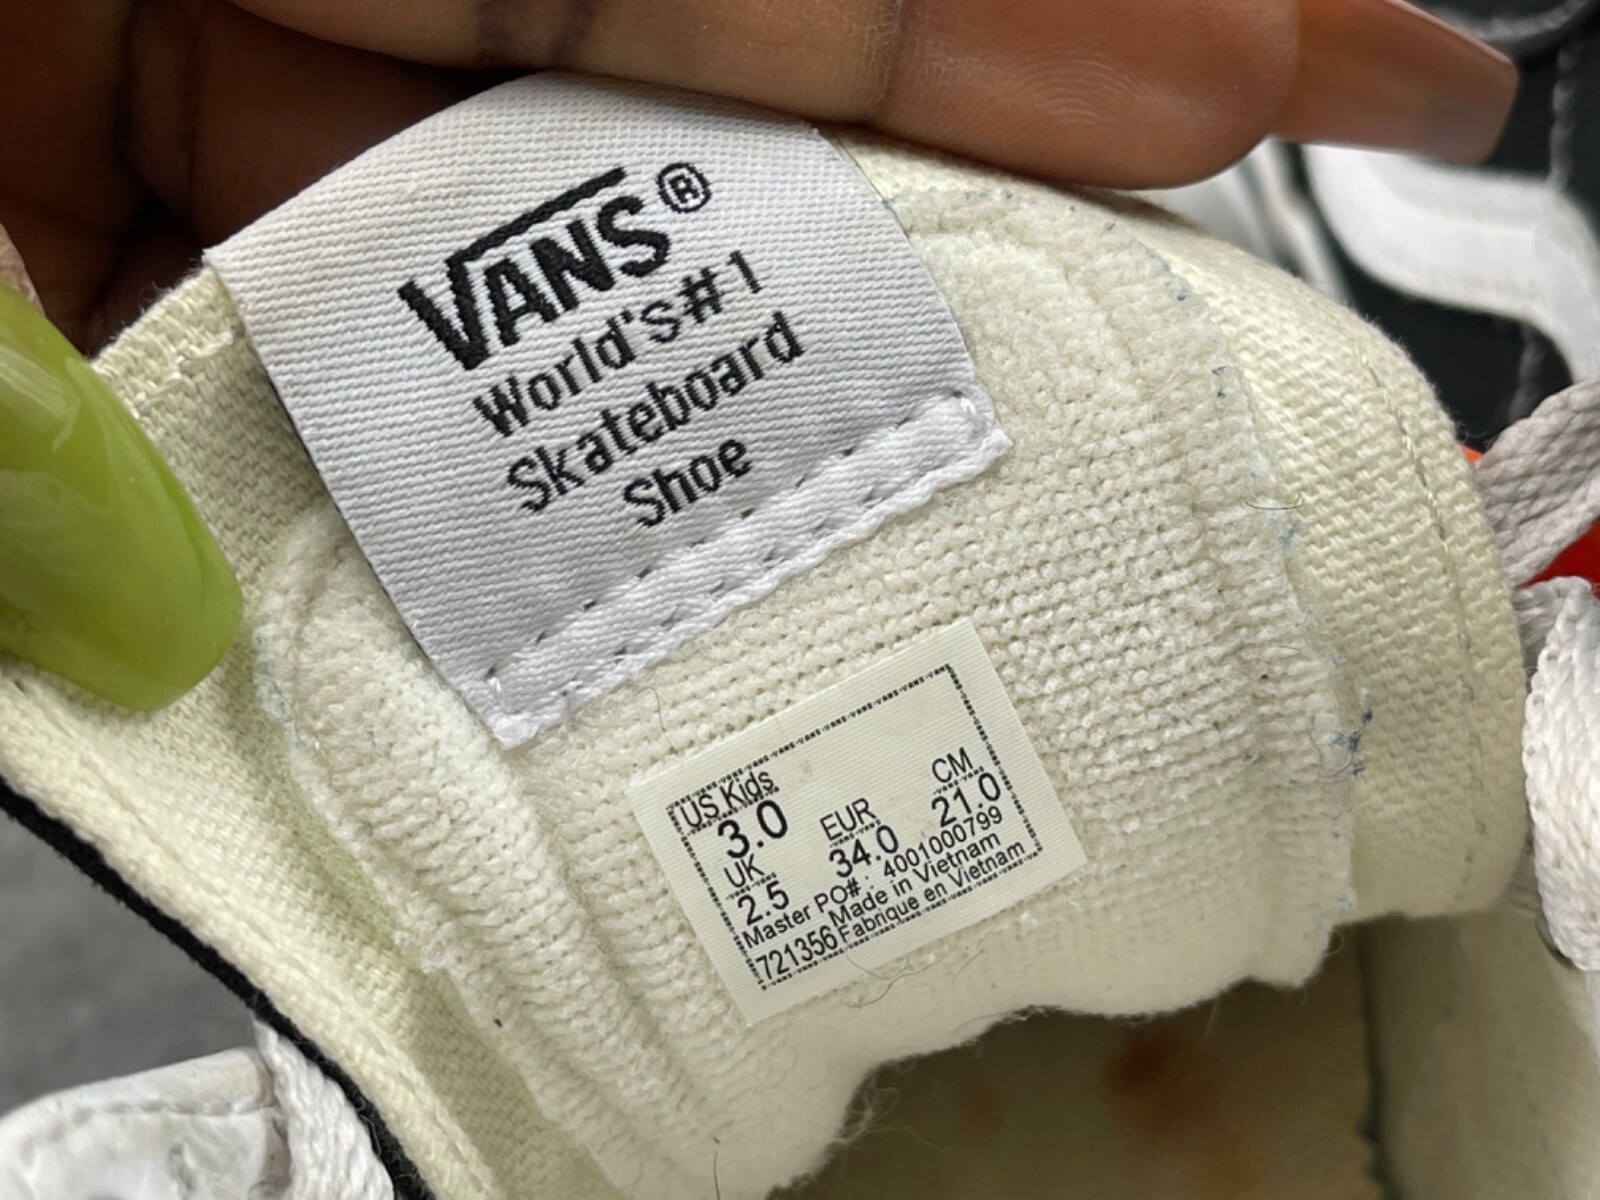 VANS®
World's #1
Skateboard
Shoe
US Kids
3.0
EUR
34.0
CM
21.0
UK
2.5
Master PO#. 4001000799
Made in Vietnam
721356 Fabrique en Vietnam